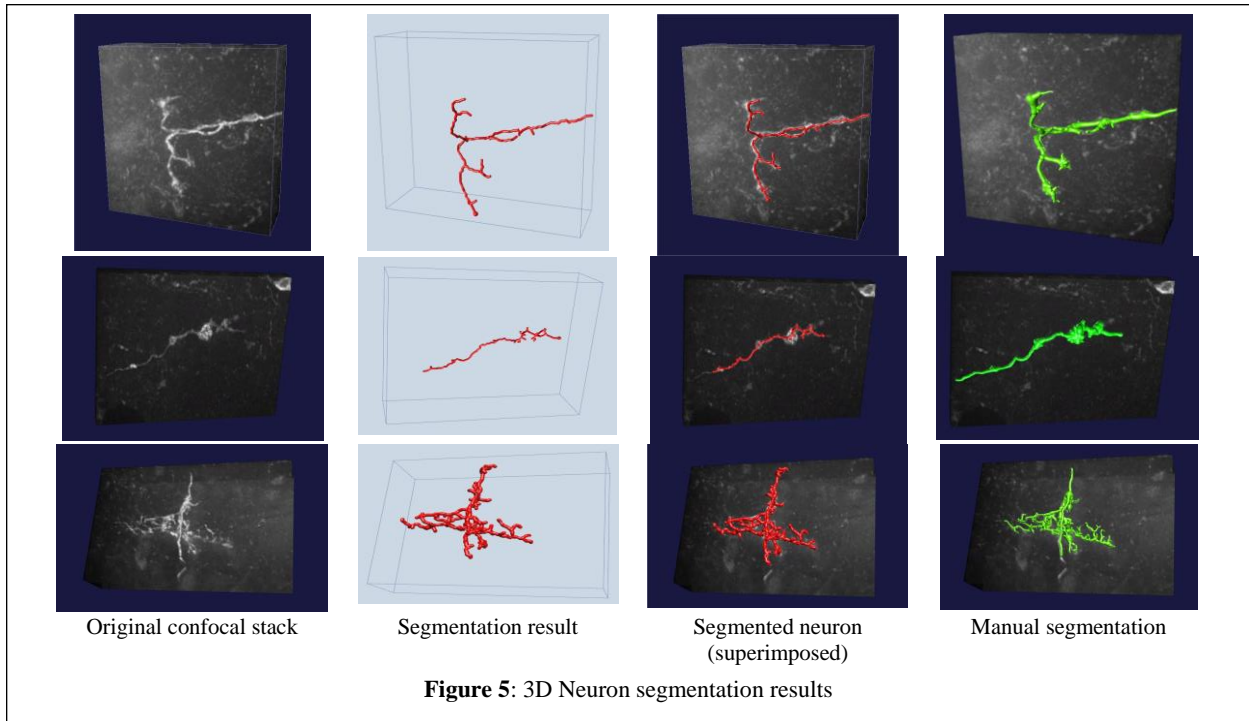 Original confocal stack
Segmentation result
Segmented neuron
(superimposed)
Manual segmentation
Figure 5: 3D Neuron segmentation results